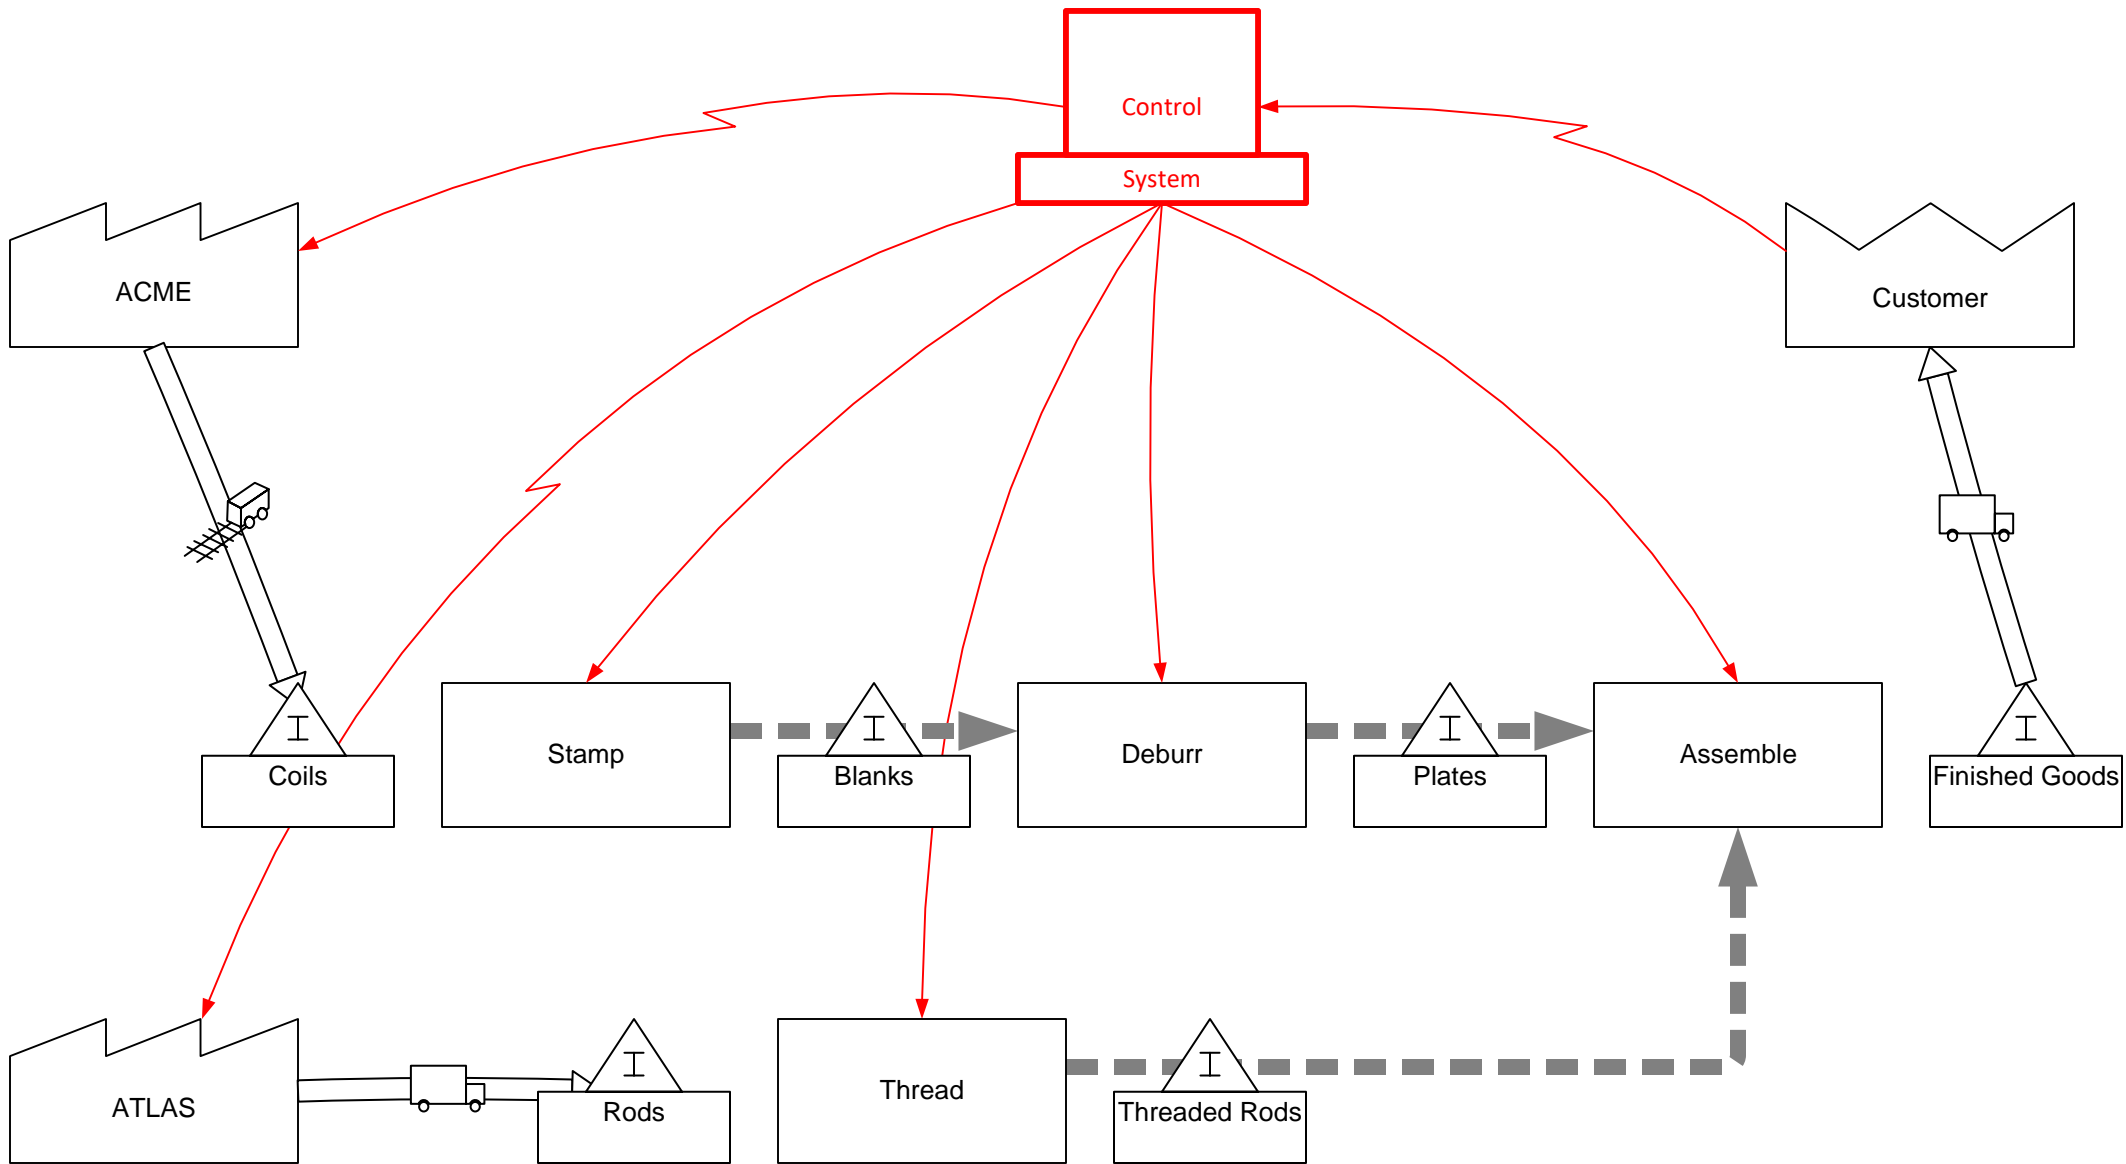 Control
System
ACME
Customer
Stamp
Deburr
Assemble
Coils
Blanks
Plates
Finished Goods
ATLAS
Rods
Thread
Threaded Rods
I
I
I
I
I
I